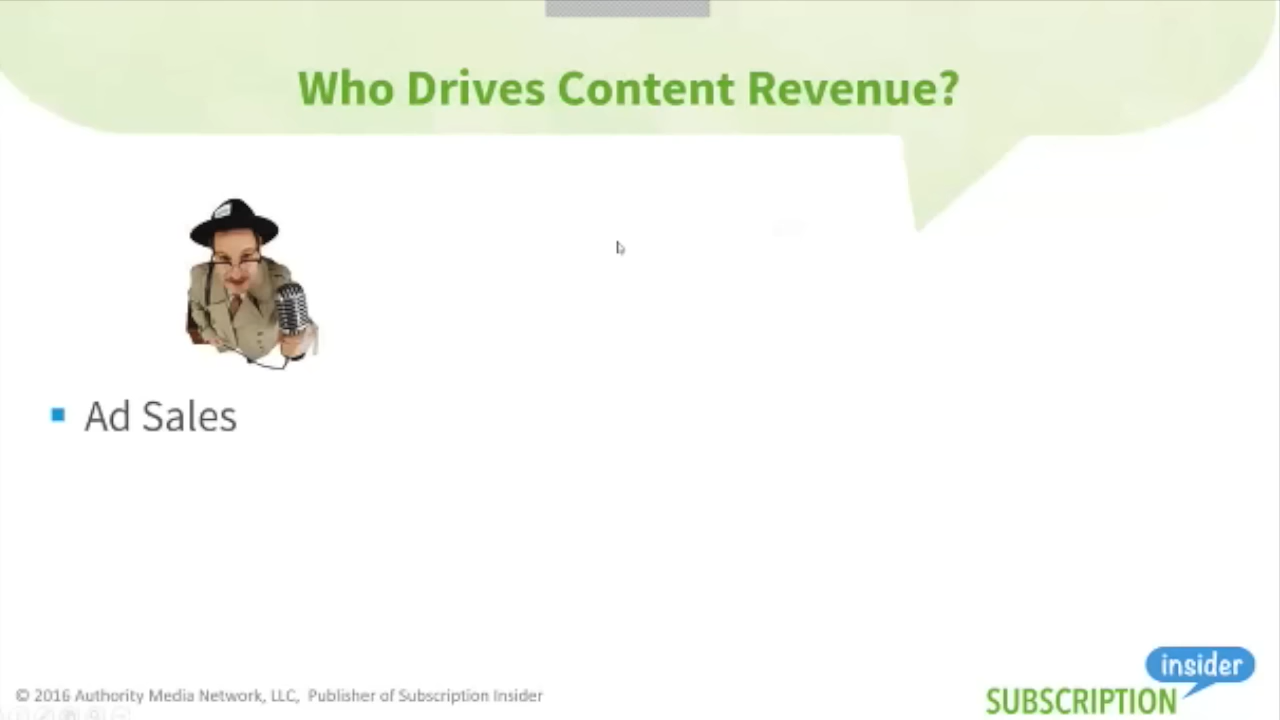 Who Drives Content Revenue?
Ad Sales
insider
SUBSCRIPTION
© 2016 Authority Media Network, LLC, Publisher of Subscription Insider